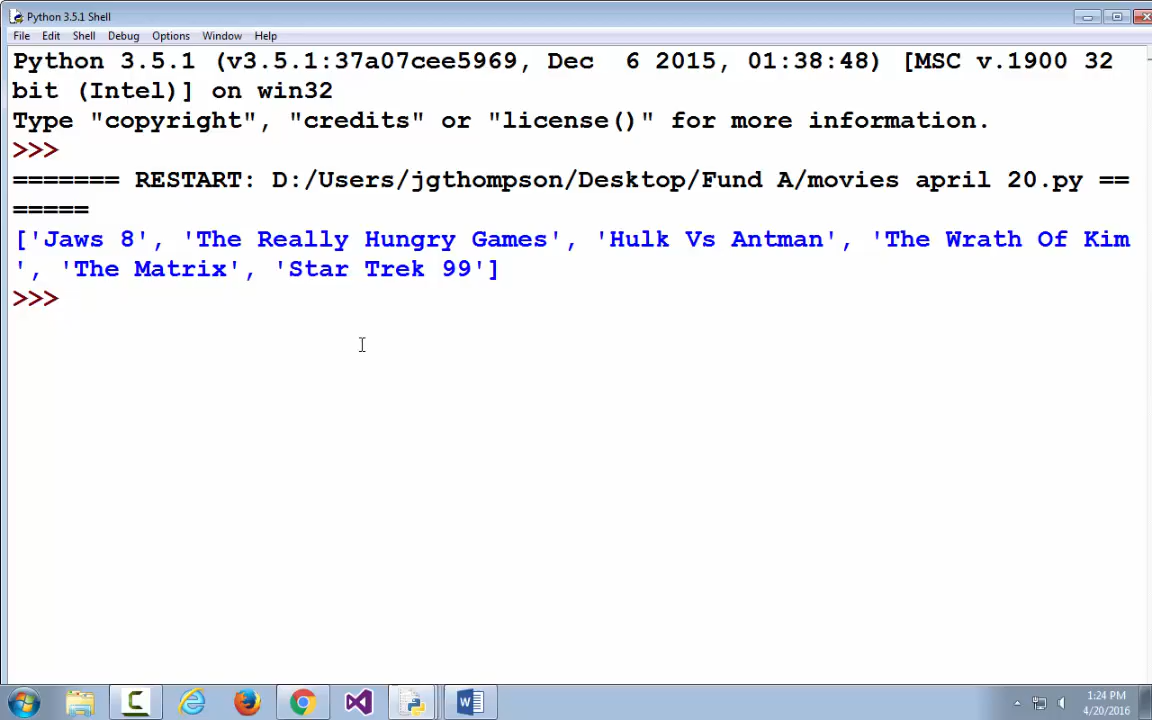 Python 3.5.1 Shell
File Edit Shell Debug Options Window Help
Python 3.5.1 (v3.5.1:37a07cee5969, Dec  6 2015, 01:38:48) [MSC v.1900 32
bit (Intel)] on win32
Type "copyright", "credits" or "license()" for more information.
>>>
======= RESTART: D:/Users/jgthompson/Desktop/Fund A/movies april 20.py ==
=====
['Jaws 8', 'The Really Hungry Games', 'Hulk Vs Antman', 'The Wrath Of Kim
', 'The Matrix', 'Star Trek 99']
>>>
1:24 PM
4/20/2016